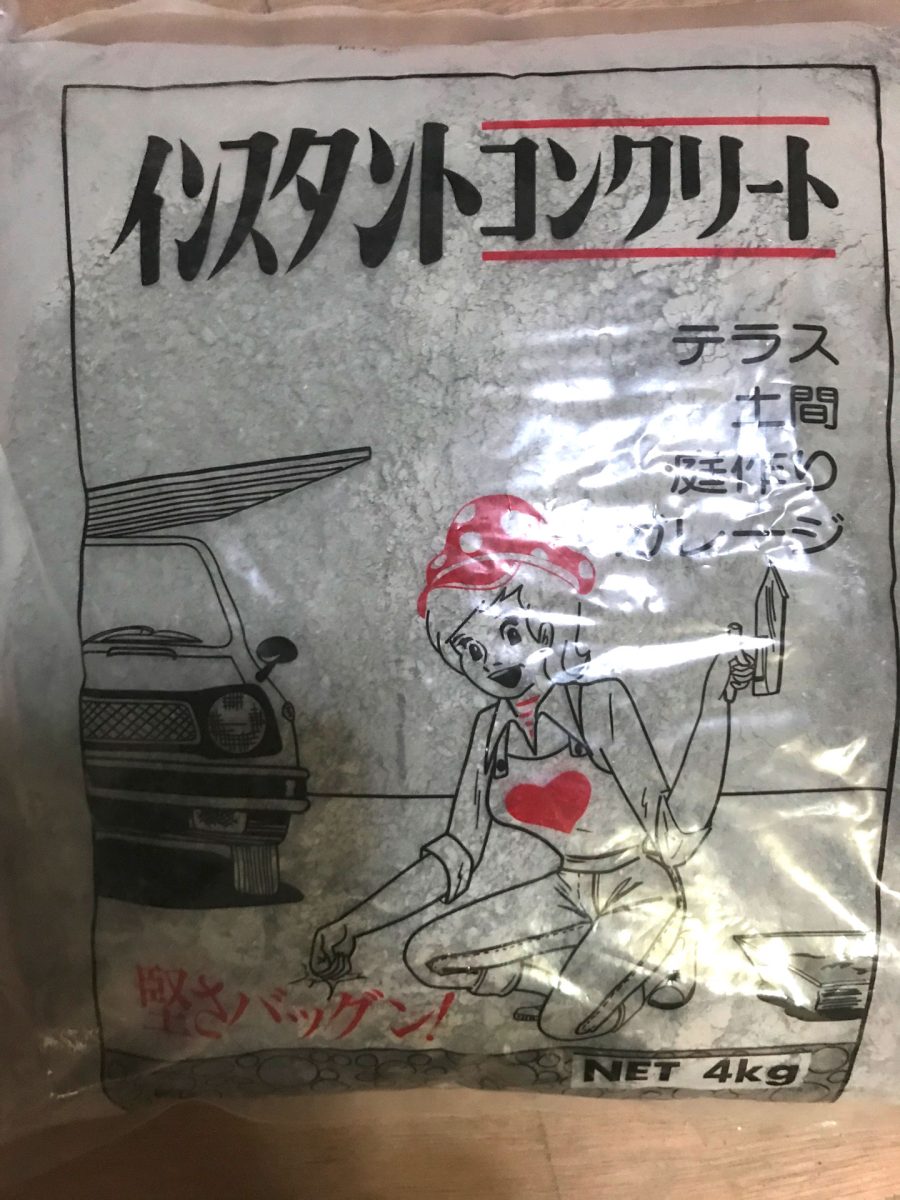 インスタントコンクリート
テラス
土間
庭作り
ガレージ
堅さバツグン!
NET 4kg